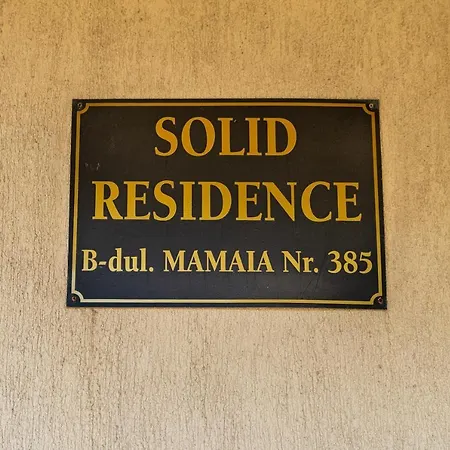 SOLID
RESIDENCE
B-dul. MAMAIA Nr. 385